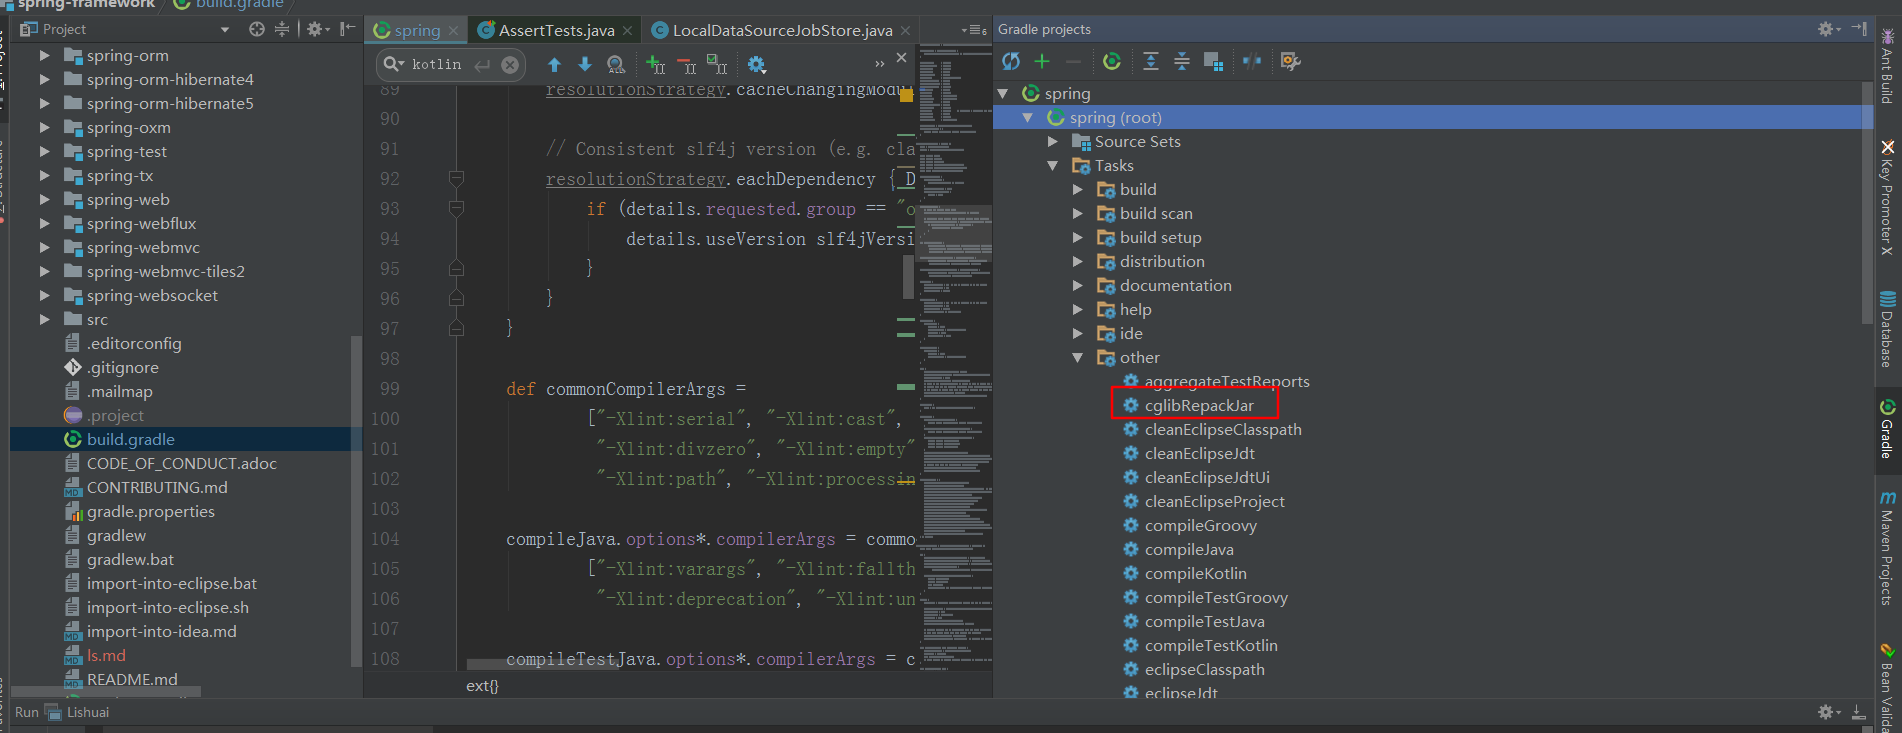 spring-framework
build.gradle
Project
spring-orm
spring-orm-hibernate4
spring-orm-hibernate5
spring-oxm
spring-test
spring-tx
spring-web
spring-webflux
spring-webmvc
spring-webmvc-tiles2
spring-websocket
src
.editorconfig
.gitignore
.mailmap
.project
build.gradle
CODE_OF_CONDUCT.adoc
CONTRIBUTING.md
gradle.properties
gradlew
gradlew.bat
import-into-eclipse.bat
import-into-eclipse.sh
import-into-idea.md
ls.md
README.md
spring
AssertTests.java
LocalDataSourceJobStore.java
6
kotlin
89 resolutionStrategy.cacheChangingModul
90
91 // Consistent slf4j version (e.g. cla
92 resolutionStrategy.eachDependency { D
93 if (details.requested.group == "o
94 details.useVersion slf4jVersi
95 }
96 }
97 }
98
99 def commonCompilerArgs =
100 ["-Xlint:serial", "-Xlint:cast",
101 "-Xlint:divzero", "-Xlint:empty"
102 "-Xlint:path", "-Xlint:processin
103
104 compileJava.options*.compilerArgs = commo
105 ["-Xlint:varargs", "-Xlint:fallth
106 "-Xlint:deprecation", "-Xlint:un
107
108 compileTestJava.options*.compilerArgs = c
ext{}
Gradle projects
spring
spring (root)
Source Sets
Tasks
build
build scan
build setup
distribution
documentation
help
ide
other
aggregateTestReports
cglibRepackJar
cleanEclipseClasspath
cleanEclipseJdt
cleanEclipseJdtUi
cleanEclipseProject
compileGroovy
compileJava
compileKotlin
compileTestGroovy
compileTestJava
compileTestKotlin
eclipseClasspath
eclipseJdt
Ant Build
Key Promoter X
Database
Gradle
Maven Projects
Bean Valida
Run Lishuai